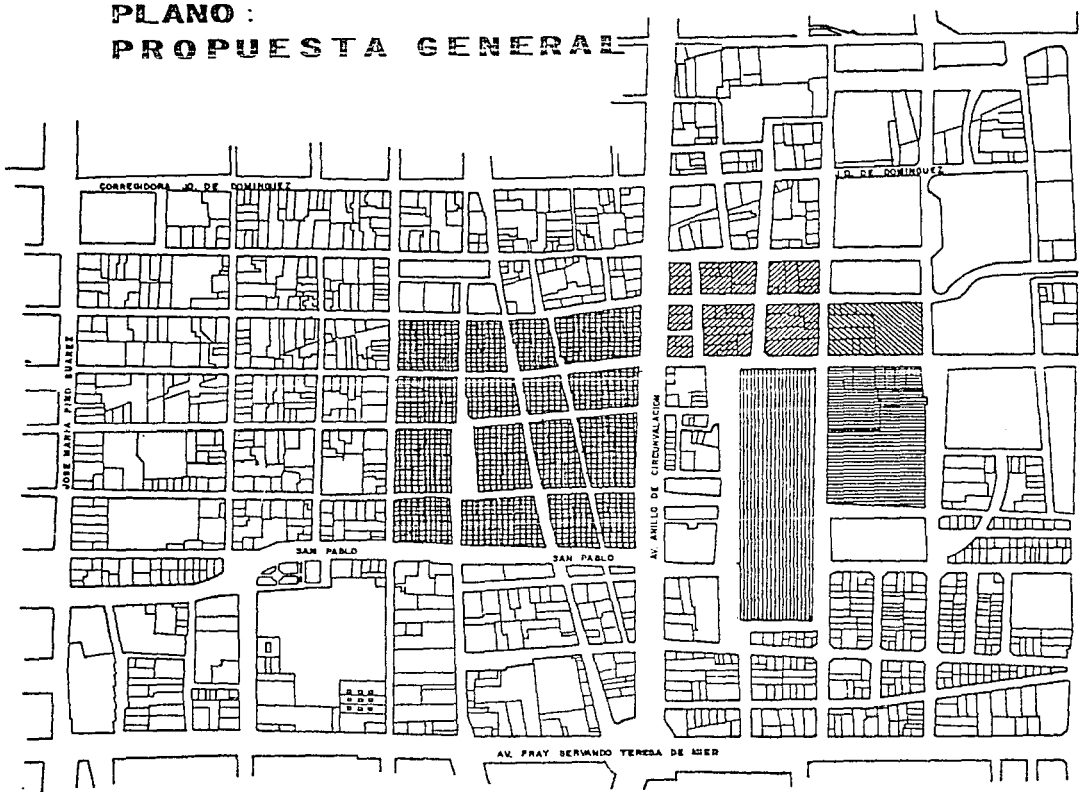 PLANO :
PROPUESTA GENERAL
CORREGIDORA JO. DE DOMINGUEZ
JO. DE DOMINGUEZ
JOSE MARIA PINO SUAREZ
AV. ANILLO DE CIRCUNVALACION
SAN PABLO
SAN PABLO
AV. FRAY SERVANDO TERESA DE MIER